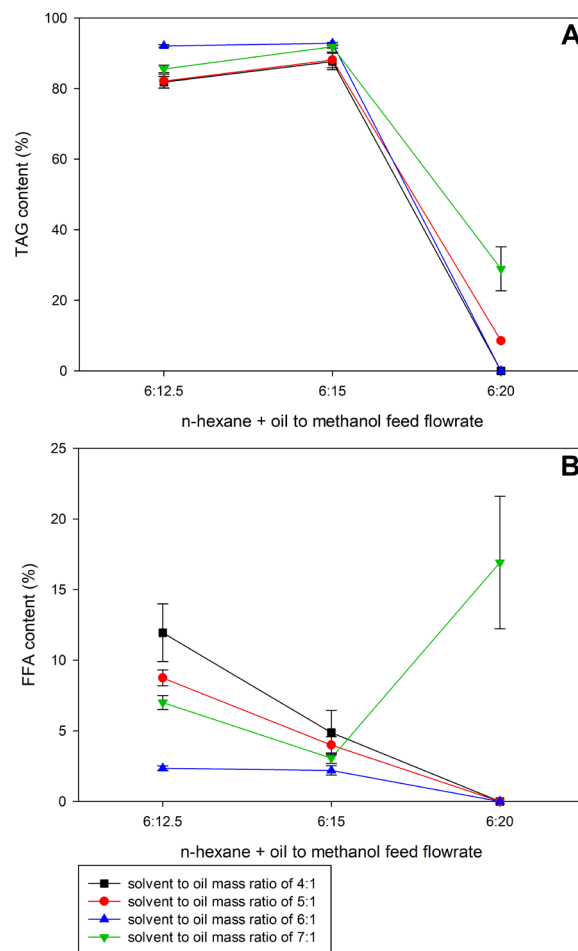 A
100
80
60
40
20
0
TAG content (%)
6:12.5 6:15 6:20
n-hexane + oil to methanol feed flowrate
B
25
20
15
10
5
0
FFA content (%)
6:12.5 6:15 6:20
n-hexane + oil to methanol feed flowrate
solvent to oil mass ratio of 4:1
solvent to oil mass ratio of 5:1
solvent to oil mass ratio of 6:1
solvent to oil mass ratio of 7:1